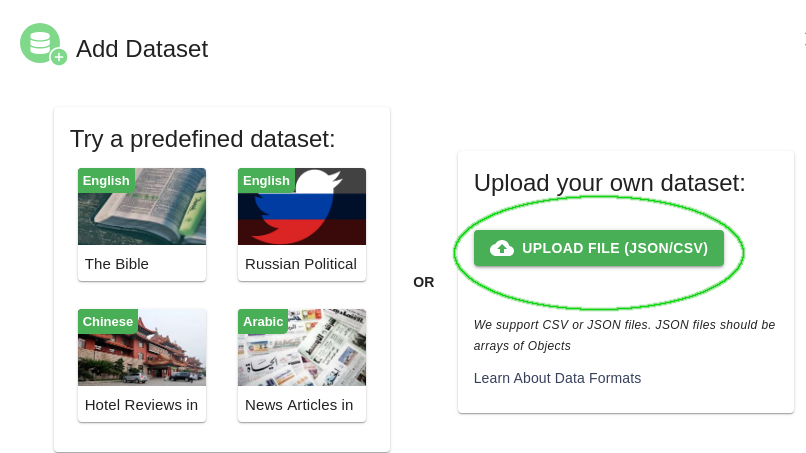 Add Dataset
Try a predefined dataset:
English
The Bible
English
Russian Political
Chinese
Hotel Reviews in
Arabic
News Articles in
OR
Upload your own dataset:
UPLOAD FILE (JSON/CSV)
We support CSV or JSON files. JSON files should be
arrays of Objects
Learn About Data Formats